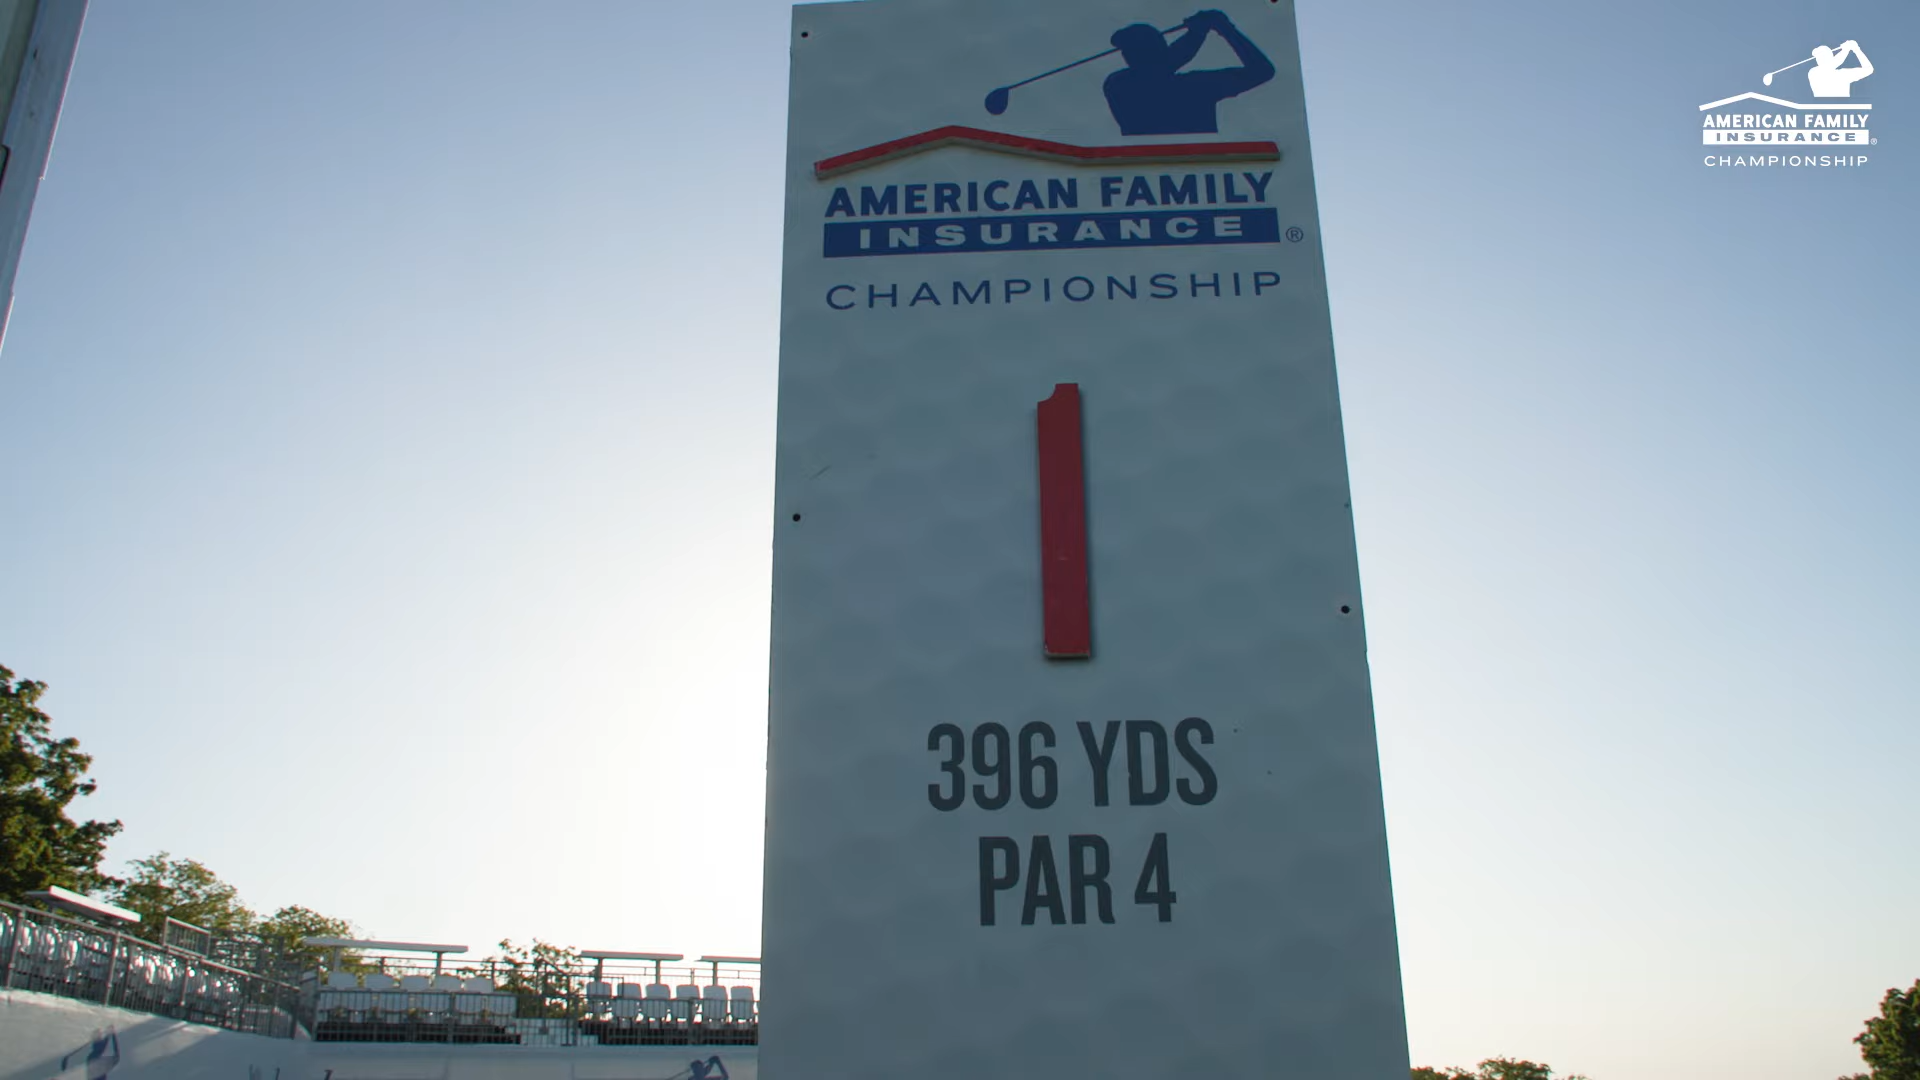 AMERICAN FAMILY
INSURANCE®
CHAMPIONSHIP
1
396 YDS
PAR 4
AMERICAN FAMILY
INSURANCE®
CHAMPIONSHIP